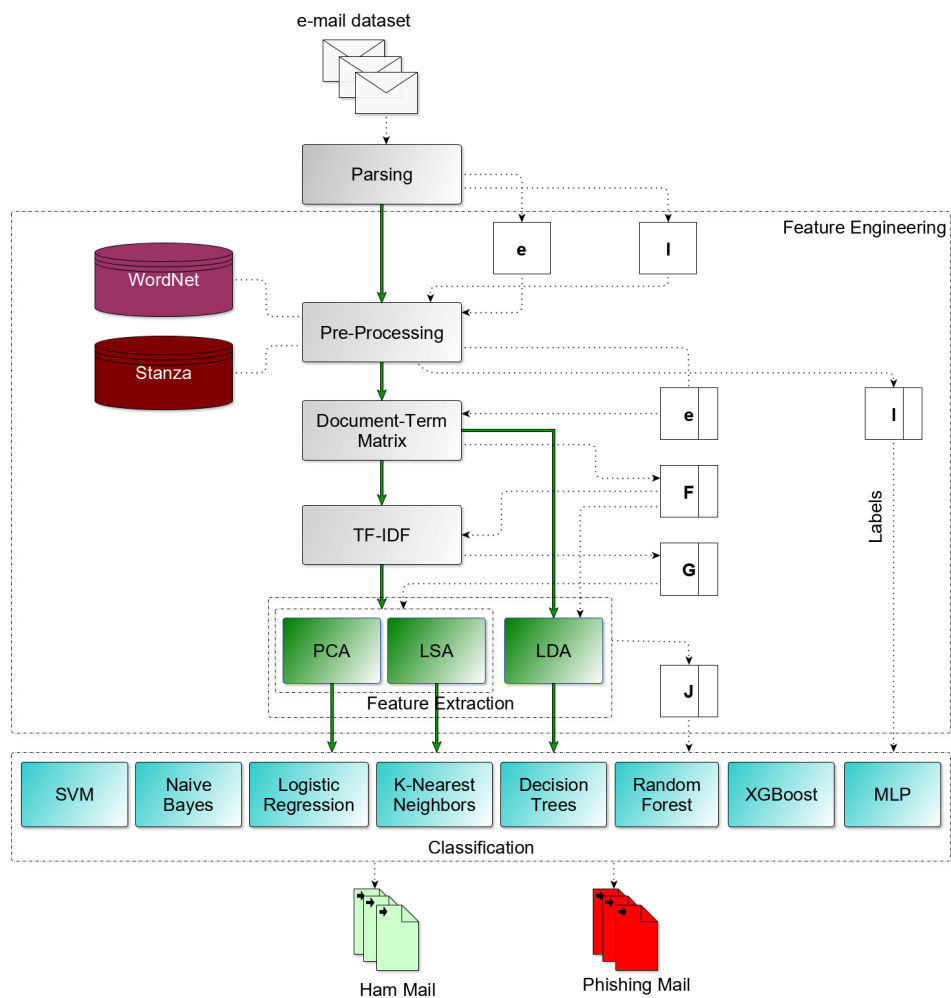 e-mail dataset
Parsing
Feature Engineering
e
l
WordNet
Pre-Processing
Stanza
e
l
Document-Term
Matrix
F
Labels
TF-IDF
G
PCA
LSA
LDA
J
Feature Extraction
SVM
Naive
Bayes
Logistic
Regression
K-Nearest
Neighbors
Decision
Trees
Random
Forest
XGBoost
MLP
Classification
Ham Mail
Phishing Mail